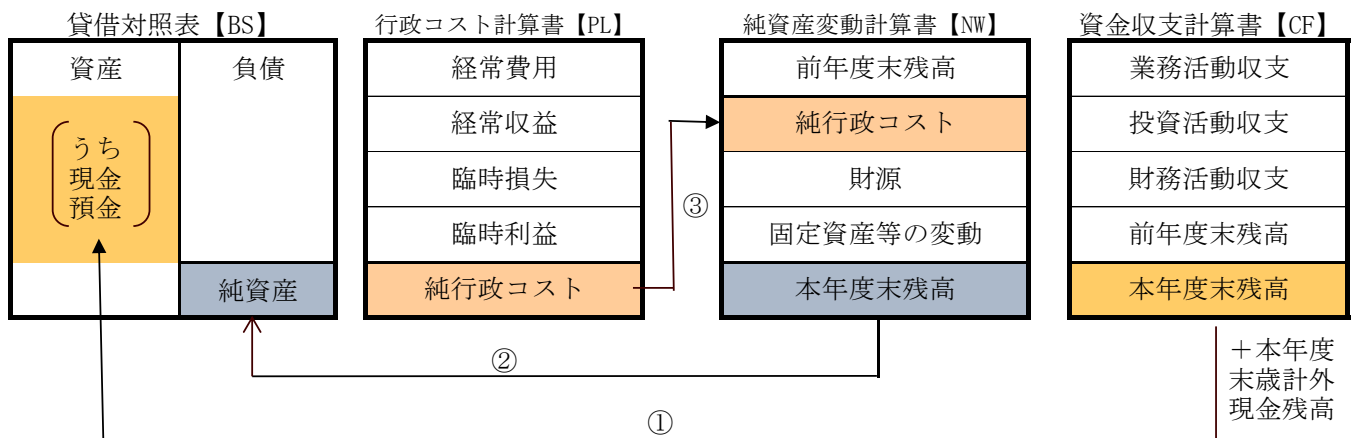 貸借対照表【BS】
資産
負債
うち
現金
預金
純資産
行政コスト計算書【PL】
経常費用
経常収益
臨時損失
臨時利益
純行政コスト
③
純資産変動計算書【NW】
前年度末残高
純行政コスト
財源
固定資産等の変動
本年度末残高
資金収支計算書【CF】
業務活動収支
投資活動収支
財務活動収支
前年度末残高
本年度末残高
②
①
＋本年度
末歳計外
現金残高